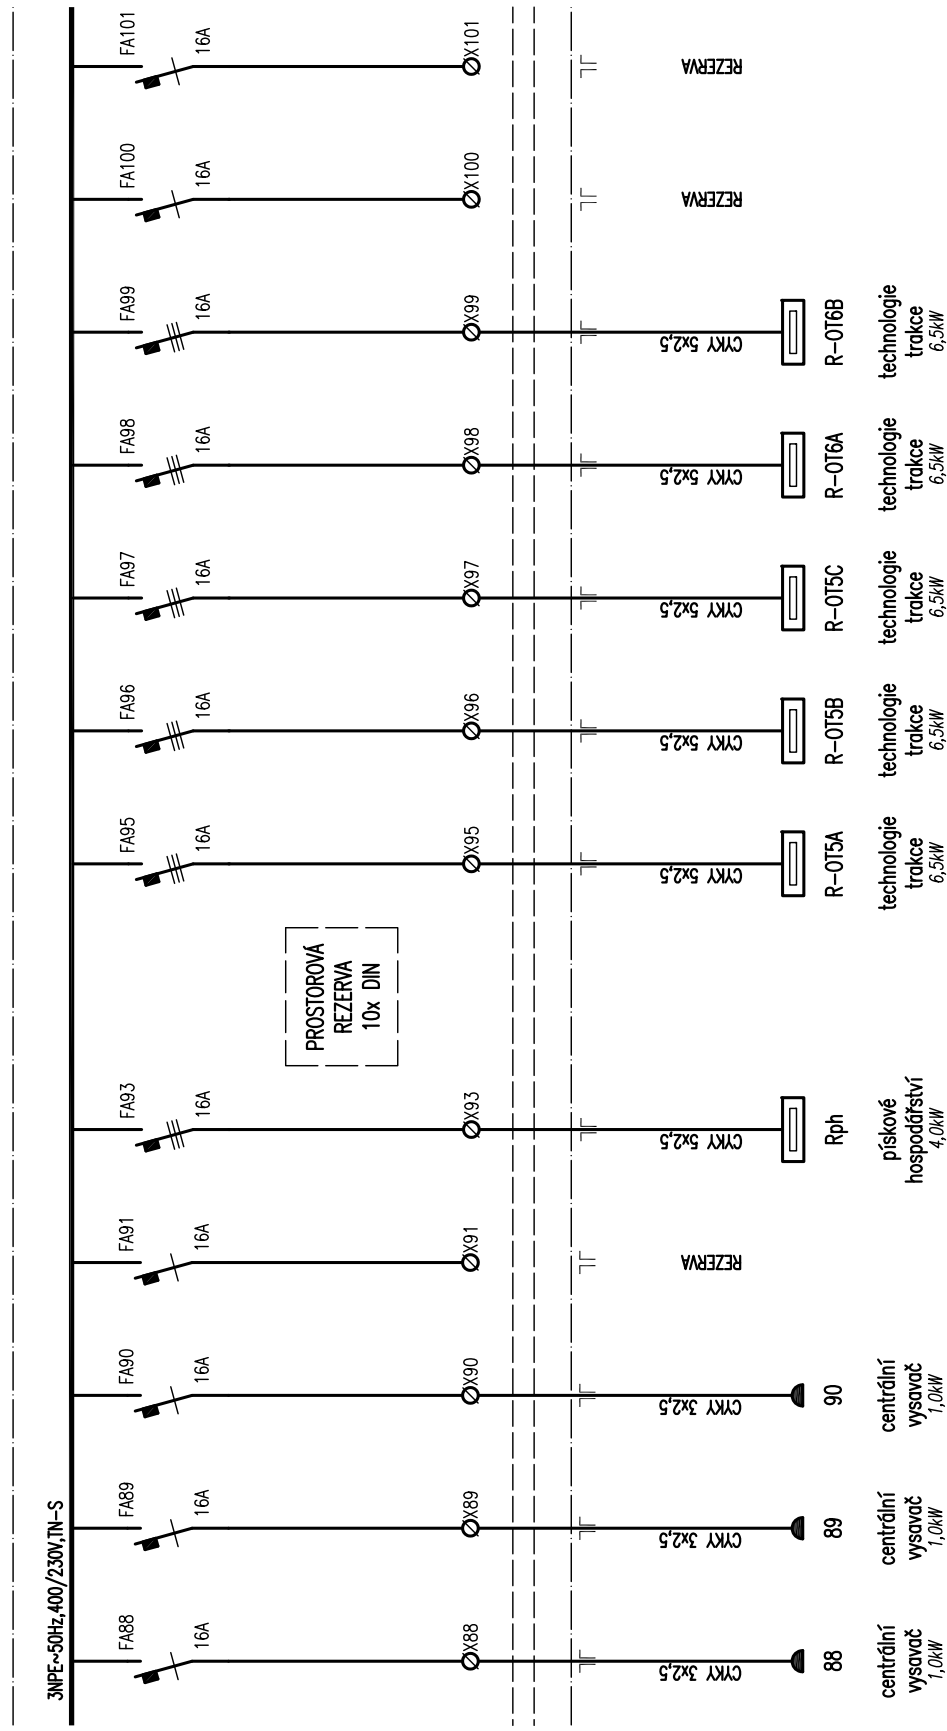 3NPE~50Hz,400/230V,TN-S
FA88
16A
X88
CYKY 3x2,5
88
centrální
vysavač
1,0kW
FA89
16A
X89
CYKY 3x2,5
89
centrální
vysavač
1,0kW
FA90
16A
X90
CYKY 3x2,5
90
centrální
vysavač
1,0kW
FA91
16A
X91
REZERVA
FA93
16A
X93
CYKY 5x2,5
Rph
pískové
hospodářství
4,0kW
PROSTOROVÁ
REZERVA
10x DIN
FA95
16A
X95
CYKY 5x2,5
R-OT5A
technologie
trakce
6,5kW
FA96
16A
X96
CYKY 5x2,5
R-OT5B
technologie
trakce
6,5kW
FA97
16A
X97
CYKY 5x2,5
R-OT5C
technologie
trakce
6,5kW
FA98
16A
X98
CYKY 5x2,5
R-OT6A
technologie
trakce
6,5kW
FA99
16A
X99
CYKY 5x2,5
R-OT6B
technologie
trakce
6,5kW
FA100
16A
X100
REZERVA
FA101
16A
X101
REZERVA